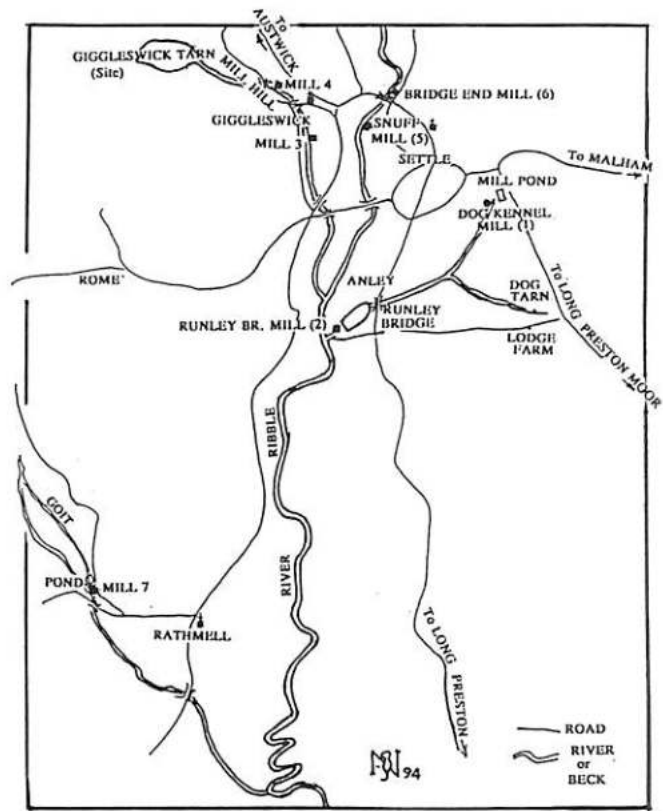 To
AUSTWICK
GIGGLESWICK TARN
(Site)
MILL HILL
MILL 4
BRIDGE END MILL (6)
GIGGLESWICK
SNUFF
MILL (5)
MILL 3
SETTLE
To MALHAM
MILL POND
DOG KENNEL
MILL (1)
ROME
ANLEY
DOG
TARN
To LONG PRESTON MOOR
RUNLEY BR. MILL (2)
RUNLEY
BRIDGE
LODGE
FARM
RIBBLE
RIVER
GOIT
POND
MILL 7
RATHMELL
To LONG PRESTON
94
ROAD
RIVER
or
BECK